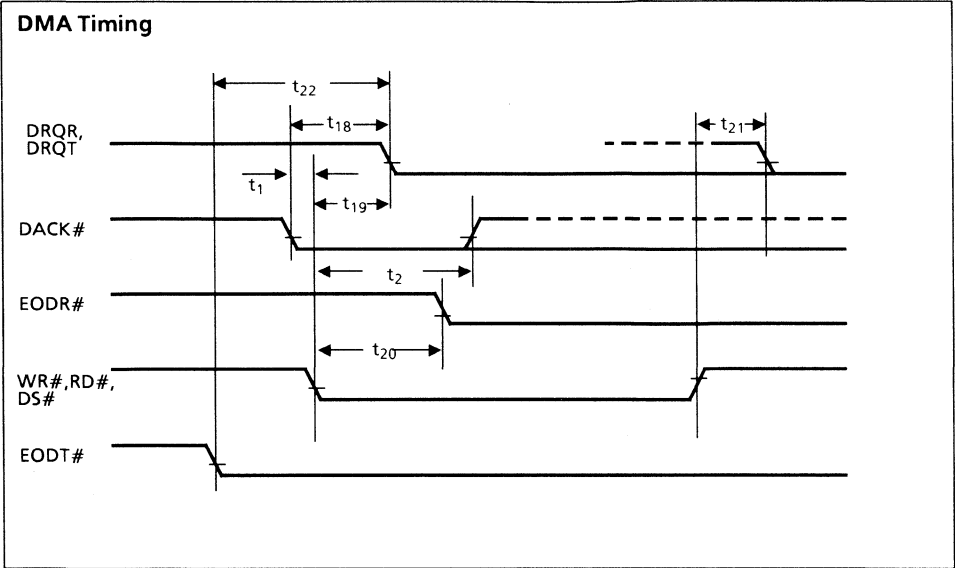 DMA Timing
t22
DRQR,
DRQT
t18
t21
t1
t19
DACK#
t2
EODR#
t20
WR#,RD#,
DS#
EODT#